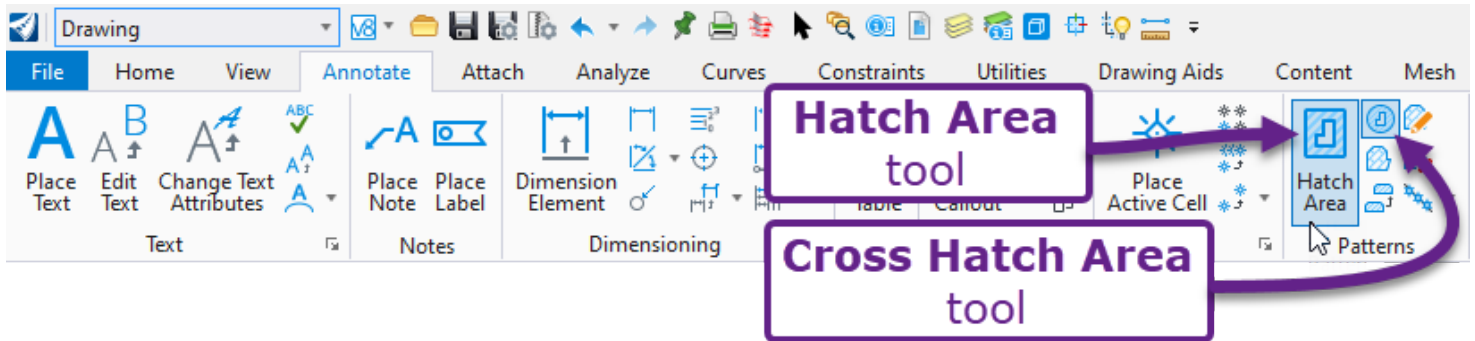 Drawing
V8
File Home View Annotate Attach Analyze Curves Constraints Utilities Drawing Aids Content Mesh
Hatch Area
tool
A
Place
Text
A B
Edit
Text
A A
Change Text
Attributes
ABC
A A
A
A
Place
Note
Place
Label
Dimension
Element
Table
Callout
Place
Active Cell
Hatch
Area
Text
Notes
Dimensioning
Patterns
Cross Hatch Area
tool